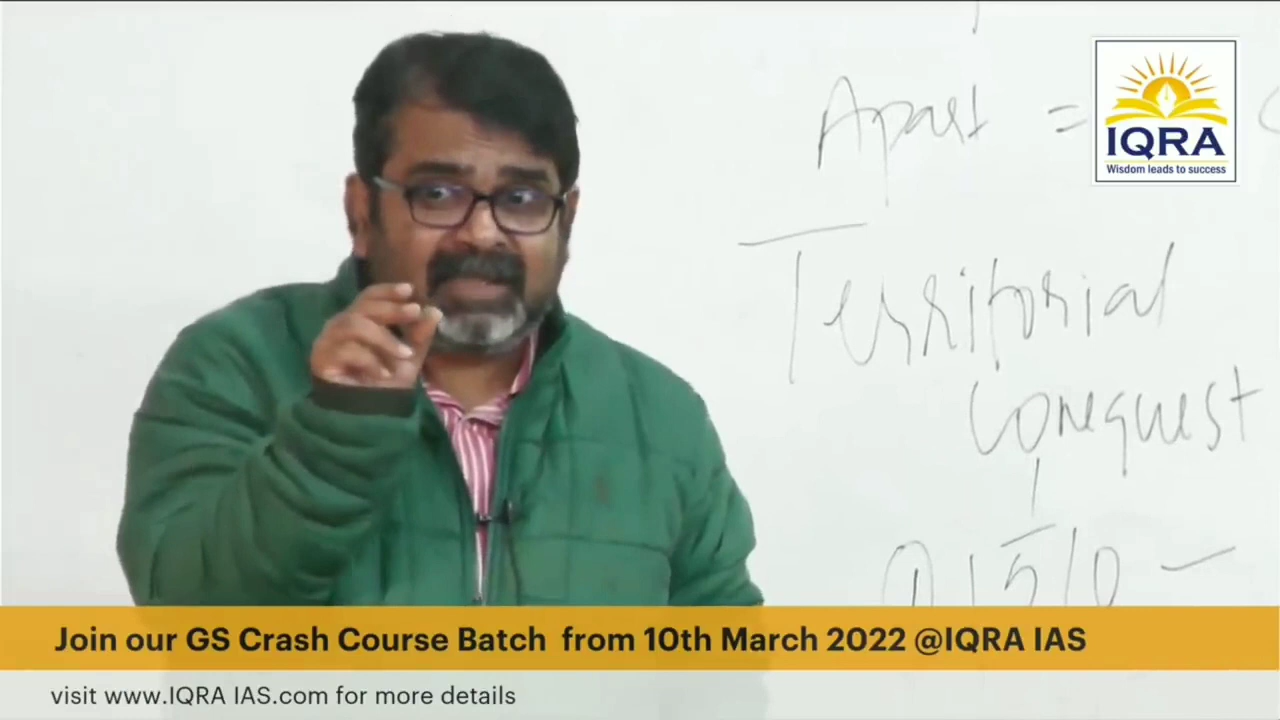 Apart =
IQRA
Wisdom leads to success
Territorial
Conquest
1510 –
Join our GS Crash Course Batch from 10th March 2022 @IQRA IAS
visit www.IQRA IAS.com for more details